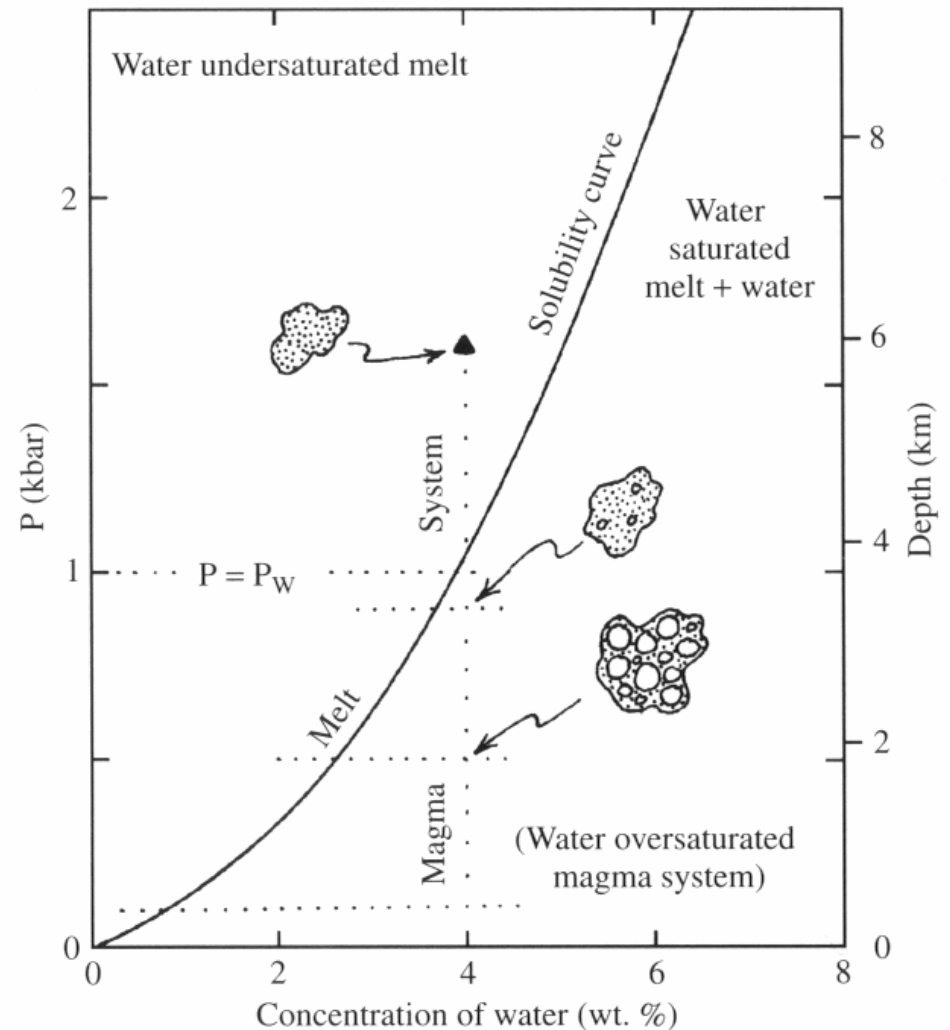 Water undersaturated melt
8
Solubility curve
2
Water
saturated
melt + water
6
P (kbar)
System
Depth (km)
4
1
P = P_W
Melt
2
Magma
(Water oversaturated
magma system)
0
0
0
2
4
6
8
Concentration of water (wt. %)